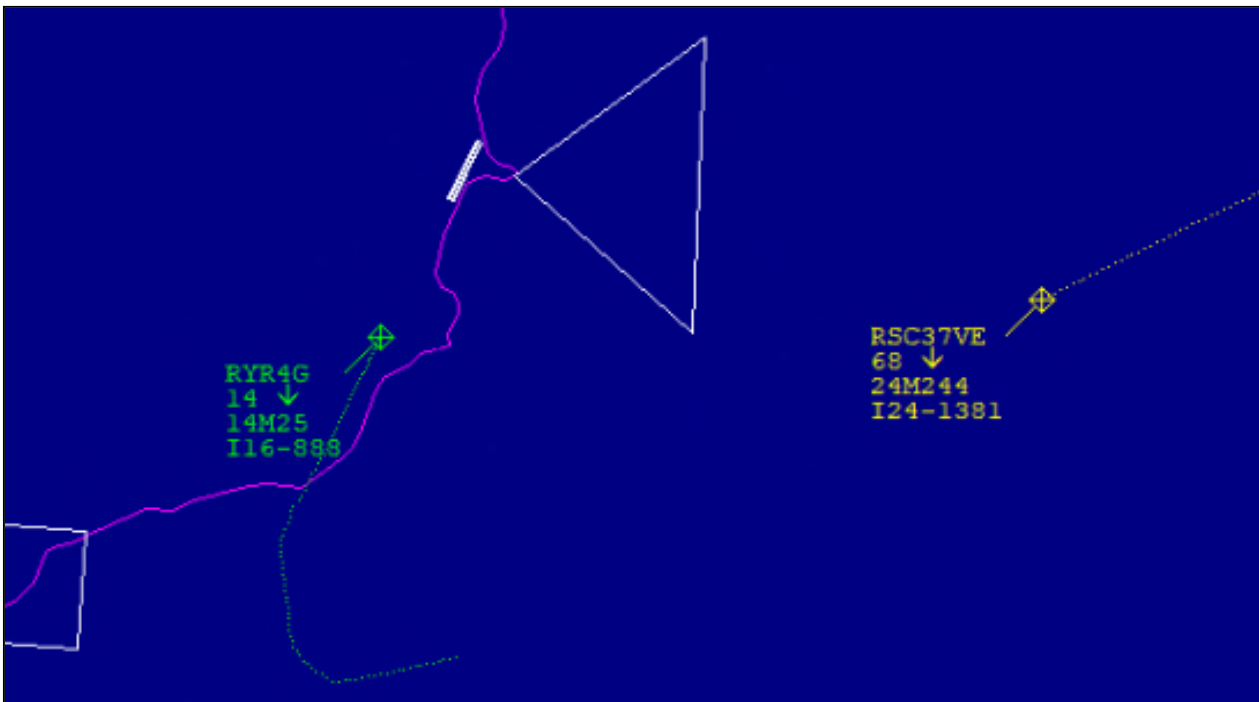 RYR4G
14 ↓
14M25
I16-888
RSC37VE
68 ↓
24M244
I24-1381